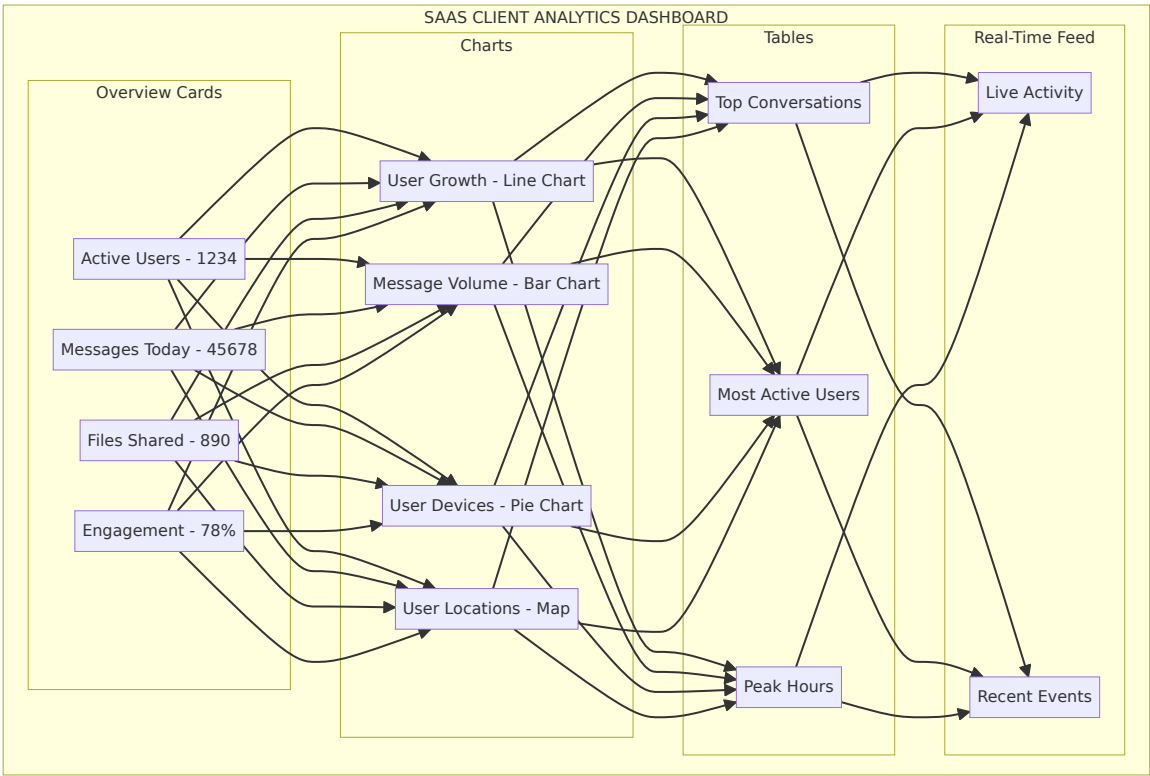 SAAS CLIENT ANALYTICS DASHBOARD
Overview Cards
Active Users - 1234
Messages Today - 45678
Files Shared - 890
Engagement - 78%
Charts
User Growth - Line Chart
Message Volume - Bar Chart
User Devices - Pie Chart
User Locations - Map
Tables
Top Conversations
Most Active Users
Peak Hours
Real-Time Feed
Live Activity
Recent Events